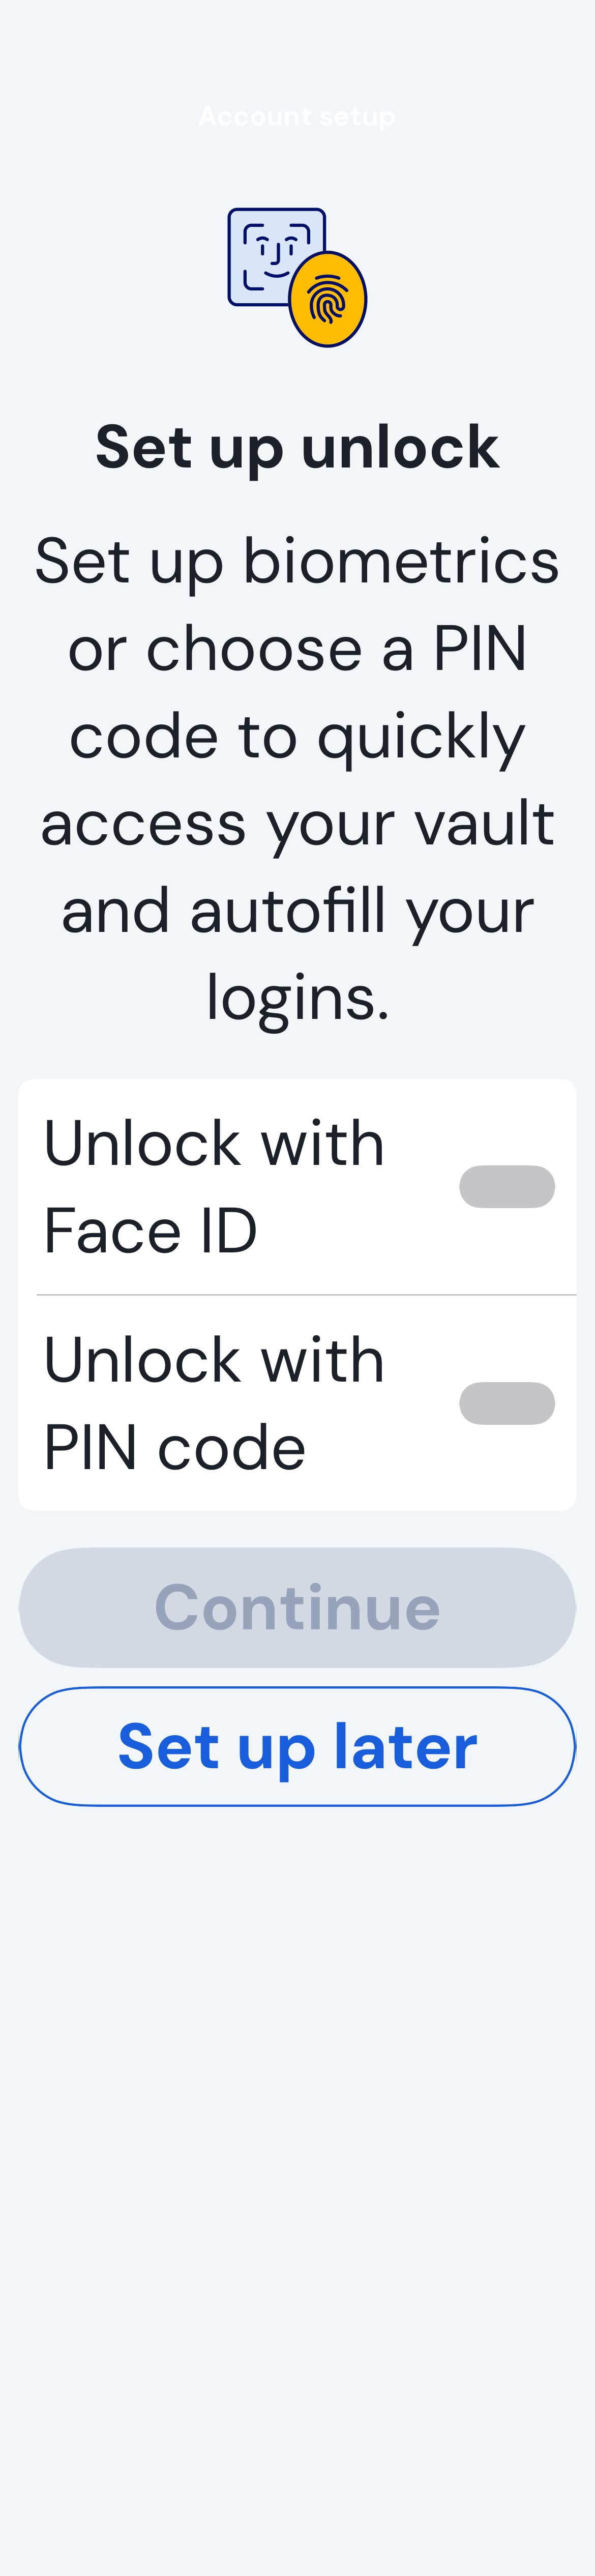 Account setup
Set up unlock
Set up biometrics
or choose a PIN
code to quickly
access your vault
and autofill your
logins.
Unlock with
Face ID
Unlock with
PIN code
Continue
Set up later